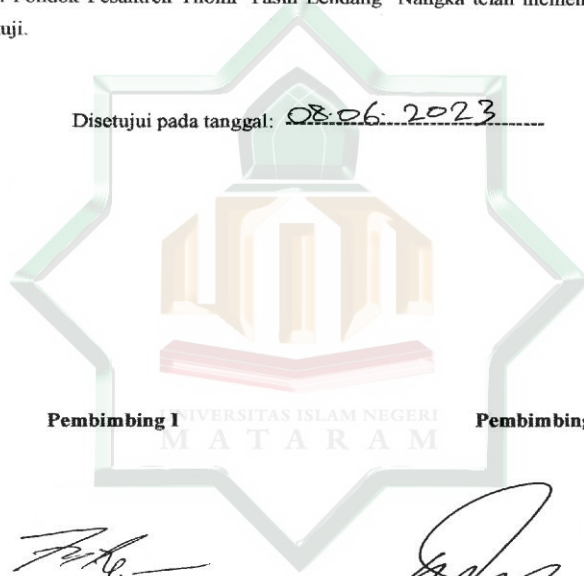 Pondok Pesantren Thohir Yasin Lendang Nangka telah memen
uji.
Disetujui pada tanggal: 08.06.2023
Pembimbing I Pembimbing
UNIVERSITAS ISLAM NEGERI
MATARAM